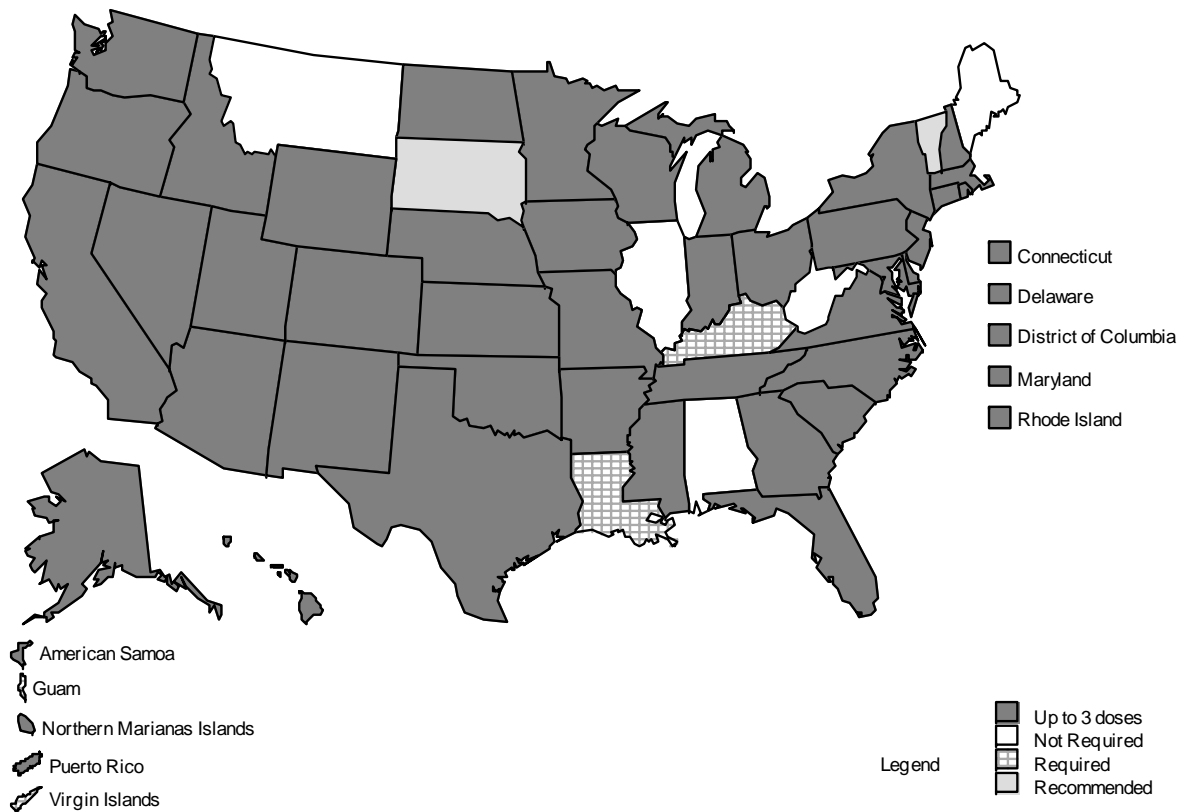 Connecticut
Delaware
District of Columbia
Maryland
Rhode Island
American Samoa
Guam
Northern Marianas Islands
Puerto Rico
Virgin Islands
Legend
Up to 3 doses
Not Required
Required
Recommended